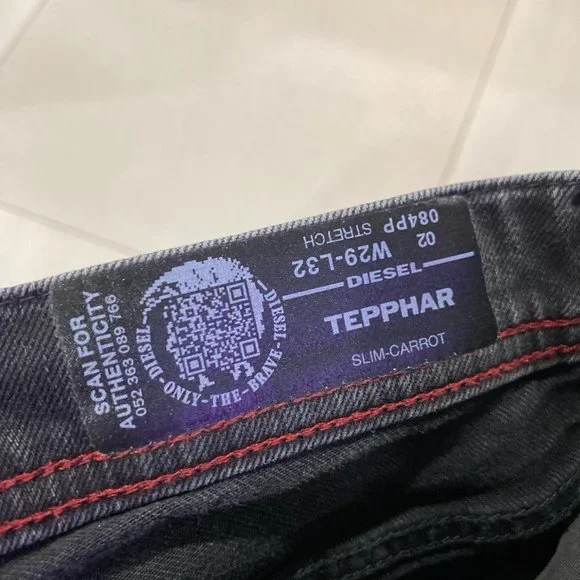 SCAN FOR
AUTHENTICITY
052 363 089 766
DIESEL-ONLY-THE-BRAVE-DIESEL
02
084PP STRETCH
W29-L32
DIESEL
TEPPHAR
SLIM-CARROT